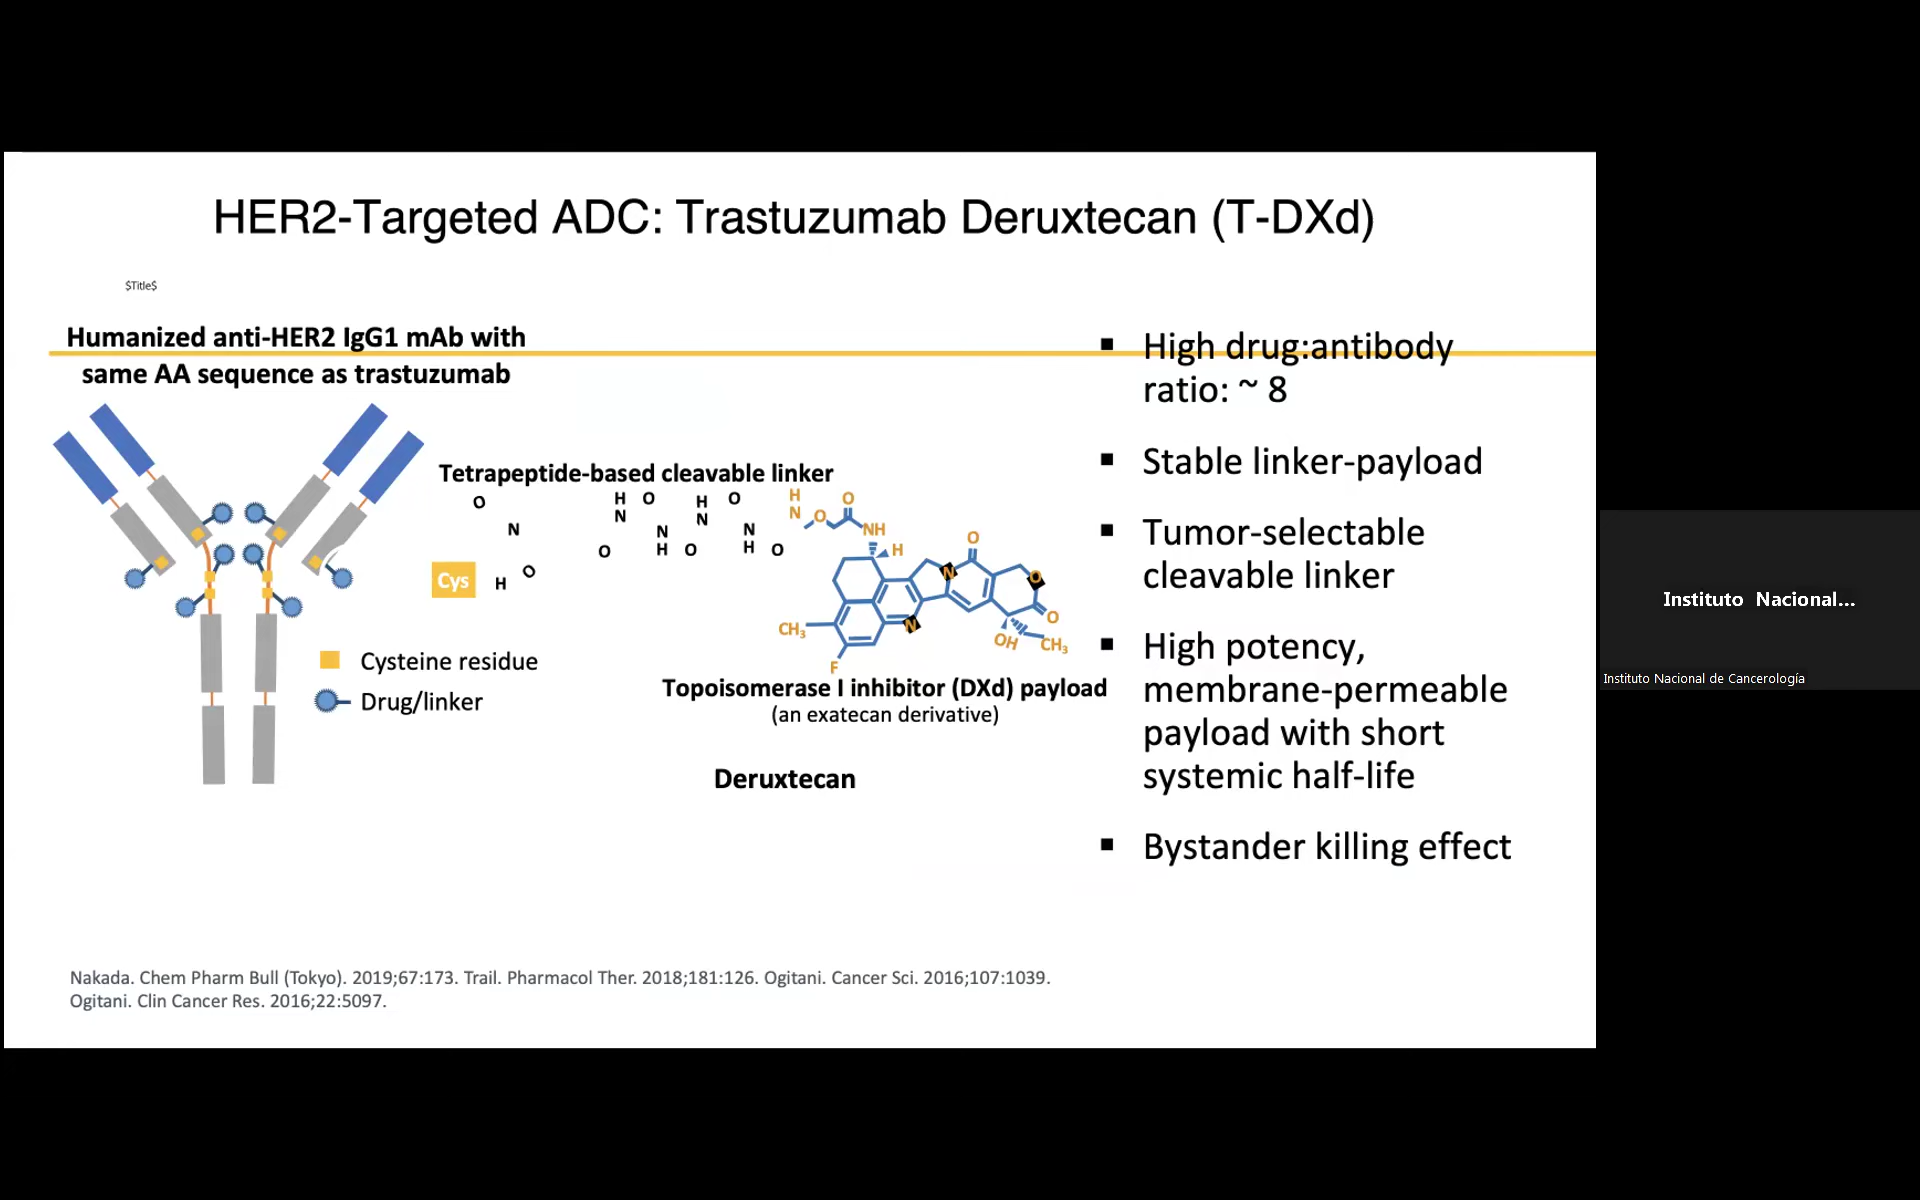 HER2-Targeted ADC: Trastuzumab Deruxtecan (T-DXd)
$Title$
Humanized anti-HER2 IgG1 mAb with
same AA sequence as trastuzumab
Tetrapeptide-based cleavable linker
O
N
H
O
Cys
O
H
N
O
N
H
O
H
N
O
N
H
O
H
N
O
O
NH
H
O
N
O
O
N
OH
CH₃
CH₃
F
Cysteine residue
Drug/linker
Topoisomerase I inhibitor (DXd) payload
(an exatecan derivative)
Deruxtecan
▪ High drug:antibody
ratio: ~ 8
▪ Stable linker-payload
▪ Tumor-selectable
cleavable linker
▪ High potency,
membrane-permeable
payload with short
systemic half-life
▪ Bystander killing effect
Nakada. Chem Pharm Bull (Tokyo). 2019;67:173. Trail. Pharmacol Ther. 2018;181:126. Ogitani. Cancer Sci. 2016;107:1039.
Ogitani. Clin Cancer Res. 2016;22:5097.
Instituto Nacional...
Instituto Nacional de Cancerología